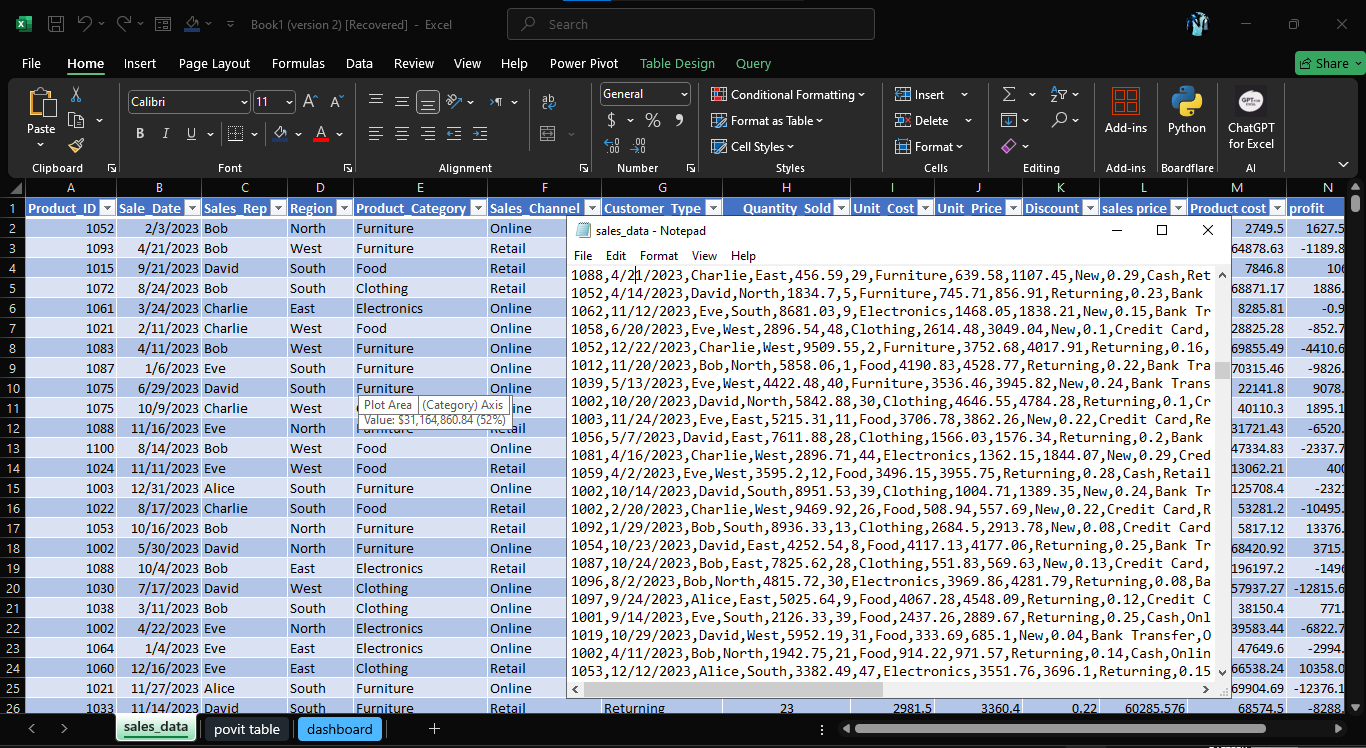 Book1 (version 2) [Recovered] - Excel
Search
File Home Insert Page Layout Formulas Data Review View Help Power Pivot Table Design Query Share
Calibri 11 General Conditional Formatting Insert
Paste Format as Table Delete Add-ins Python ChatGPT for Excel
B I U A Cell Styles Format
Clipboard Font Alignment Number Styles Cells Editing Add-ins Boardflare AI
A B C D E F G H I J K L M N
1 Product_ID Sale_Date Sales_Rep Region Product_Category Sales_Channel Customer_Type Quantity_Sold Unit_Cost Unit_Price Discount sales price Product cost profit
2 1052 2/3/2023 Bob North Furniture Online 2749.5 1627.5
3 1093 4/21/2023 Bob West Furniture Retail 64878.63 -1189.8
4 1015 9/21/2023 David South Food Retail 7846.8 106
5 1072 8/24/2023 Bob South Clothing Retail 68871.17 1886.
6 1061 3/24/2023 Charlie East Electronics Online 8285.81 -0.9
7 1021 2/11/2023 Charlie West Food Online 28825.28 -852.7
8 1083 4/11/2023 Bob West Furniture Online 69855.49 -4410.6
9 1087 1/6/2023 Eve South Furniture Online 70315.46 -9826.
10 1075 6/29/2023 David South Furniture Online 22141.8 9078.
11 1075 10/9/2023 Charlie West 40110.3 1895.1
12 1088 11/16/2023 Eve North 31721.43 -6520.
13 1100 8/14/2023 Bob West Food Online 47334.83 -2337.7
14 1024 11/11/2023 Eve West Food Retail 13062.21 400
15 1003 12/31/2023 Alice South Furniture Online 125708.4 -2321
16 1022 8/17/2023 Charlie South Food Retail 53281.2 -10495.
17 1053 10/16/2023 Bob North Furniture Retail 5817.12 13376.
18 1002 5/30/2023 David North Furniture Online 68420.92 3715.
19 1088 10/4/2023 Bob East Electronics Retail 196197.2 -1496
20 1030 7/17/2023 David West Clothing Online 57937.27 -12815.6
21 1038 3/11/2023 Bob South Clothing Online 38150.4 771.
22 1002 4/22/2023 Eve North Electronics Online 39583.44 -6822.7
23 1064 1/4/2023 Eve East Electronics Online 47649.6 -2994.
24 1060 12/16/2023 Eve East Clothing Retail 66538.24 10358.0
25 1021 11/27/2023 Alice South Furniture Online 69904.69 -12376.1
26 1033 11/14/2023 David South Furniture Retail Returning 23 2981.5 3360.4 0.22 60285.576 68574.5 -8288.
Plot Area (Category) Axis
Value: $31,164,860.84 (52%)
sales_data - Notepad
File Edit Format View Help
1088,4/21/2023,Charlie,East,456.59,29,Furniture,639.58,1107.45,New,0.29,Cash,Ret
1052,4/14/2023,David,North,1834.7,5,Furniture,745.71,856.91,Returning,0.23,Bank
1062,11/12/2023,Eve,South,8681.03,9,Electronics,1468.05,1838.21,New,0.15,Bank Tr
1058,6/20/2023,Eve,West,2896.54,48,Clothing,2614.48,3049.04,New,0.1,Credit Card,
1052,12/22/2023,Charlie,West,9509.55,2,Furniture,3752.68,4017.91,Returning,0.16,
1012,11/20/2023,Bob,North,5858.06,1,Food,4190.83,4528.77,Returning,0.22,Bank Tra
1039,5/13/2023,Eve,West,4422.48,40,Furniture,3536.46,3945.82,New,0.24,Bank Trans
1002,10/20/2023,David,North,5842.88,30,Clothing,4646.55,4784.28,Returning,0.1,Cr
1003,11/24/2023,Eve,East,5215.31,11,Food,3706.78,3862.26,New,0.22,Credit Card,Re
1056,5/7/2023,David,East,7611.88,28,Clothing,1566.03,1576.34,Returning,0.2,Bank
1081,4/16/2023,Charlie,West,2896.71,44,Electronics,1362.15,1844.07,New,0.29,Cred
1059,4/2/2023,Eve,West,3595.2,12,Food,3496.15,3955.75,Returning,0.28,Cash,Retail
1002,10/14/2023,David,South,8951.53,39,Clothing,1004.71,1389.35,New,0.24,Bank Tr
1002,2/20/2023,Charlie,West,9469.92,26,Food,508.94,557.69,New,0.22,Credit Card,R
1092,1/29/2023,Bob,South,8936.33,13,Clothing,2684.5,2913.78,New,0.08,Credit Card
1054,10/23/2023,David,East,4252.54,8,Food,4117.13,4177.06,Returning,0.25,Bank Tr
1087,10/24/2023,Bob,East,7825.62,28,Clothing,551.83,569.63,New,0.13,Credit Card,
1096,8/2/2023,Bob,North,4815.72,30,Electronics,3969.86,4281.79,Returning,0.08,Ba
1097,9/24/2023,Alice,East,5025.64,9,Food,4067.28,4548.09,Returning,0.12,Credit C
1001,9/14/2023,Eve,South,2126.33,39,Food,2437.26,2889.67,Returning,0.25,Cash,Onl
1019,10/29/2023,David,West,5952.19,31,Food,333.69,685.1,New,0.04,Bank Transfer,O
1002,4/11/2023,Bob,North,1942.75,21,Food,914.22,971.57,Returning,0.14,Cash,Onlin
1053,12/12/2023,Alice,South,3382.49,47,Electronics,3551.76,3696.1,Returning,0.15
sales_data povit table dashboard